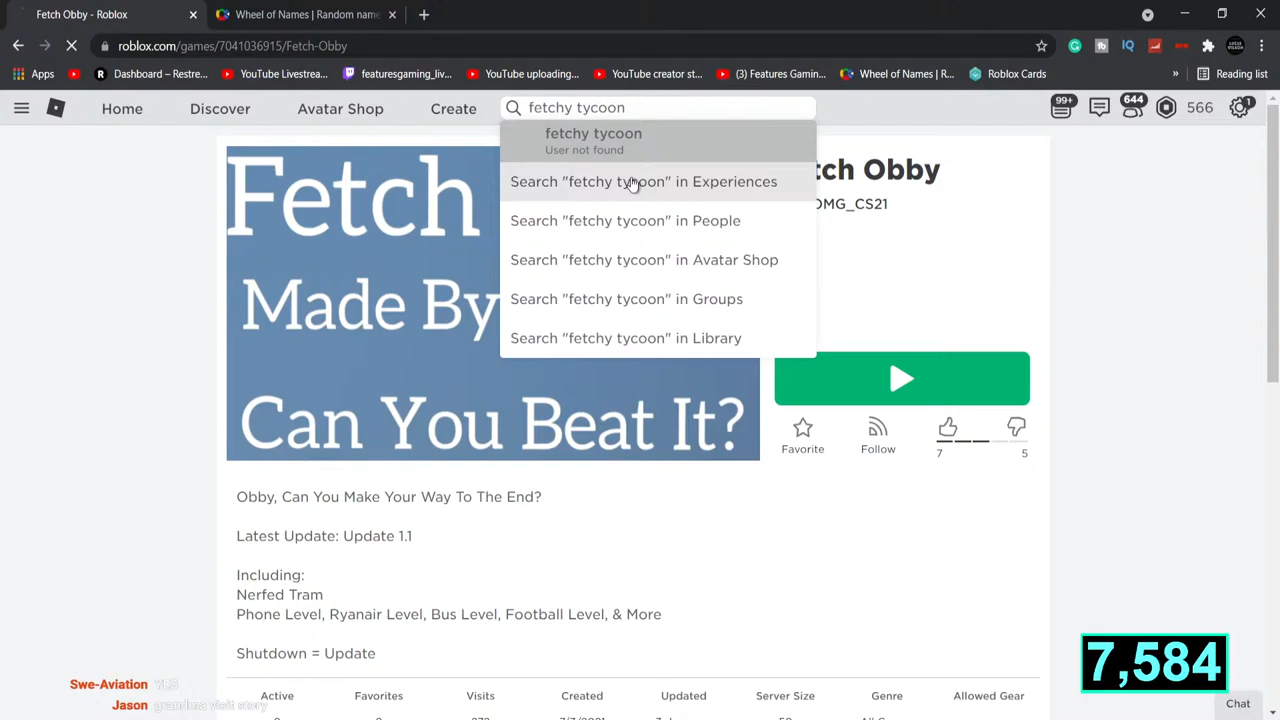 Fetch Obby - Roblox
Wheel of Names | Random name
roblox.com/games/7041036915/Fetch-Obby
Apps
Dashboard – Restre...
YouTube Livestrea...
featuresgaming_liv...
YouTube uploading...
YouTube creator st...
(3) Features Gamin...
Wheel of Names | R...
Roblox Cards
»
Reading list
Home
Discover
Avatar Shop
Create
fetchy tycoon
99+
644
566
1
fetchy tycoon
User not found
Search "fetchy tycoon" in Experiences
Search "fetchy tycoon" in People
Search "fetchy tycoon" in Avatar Shop
Search "fetchy tycoon" in Groups
Search "fetchy tycoon" in Library
Fetch
Made By
Can You Beat It?
tch Obby
OMG_CS21
Favorite
Follow
7
5
Obby, Can You Make Your Way To The End?
Latest Update: Update 1.1
Including:
Nerfed Tram
Phone Level, Ryanair Level, Bus Level, Football Level, & More
Shutdown = Update
Active
Favorites
Visits
Created
Updated
Server Size
Genre
Allowed Gear
Swe-Aviation YES
Jason grandma visit story
7,584
Chat